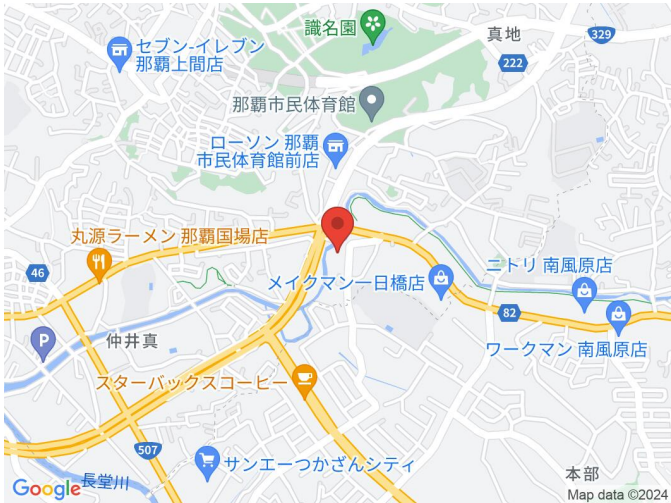 識名園
真地
329
222
セブン-イレブン
那覇上間店
那覇市民体育館
ローソン 那覇
市民体育館前店
丸源ラーメン 那覇国場店
46
メイクマン一日橋店
ニトリ 南風原店
82
ワークマン 南風原店
P
仲井真
スターバックスコーヒー
507
サンエーつかざんシティ
長堂川
本部
Google
Map data ©2024